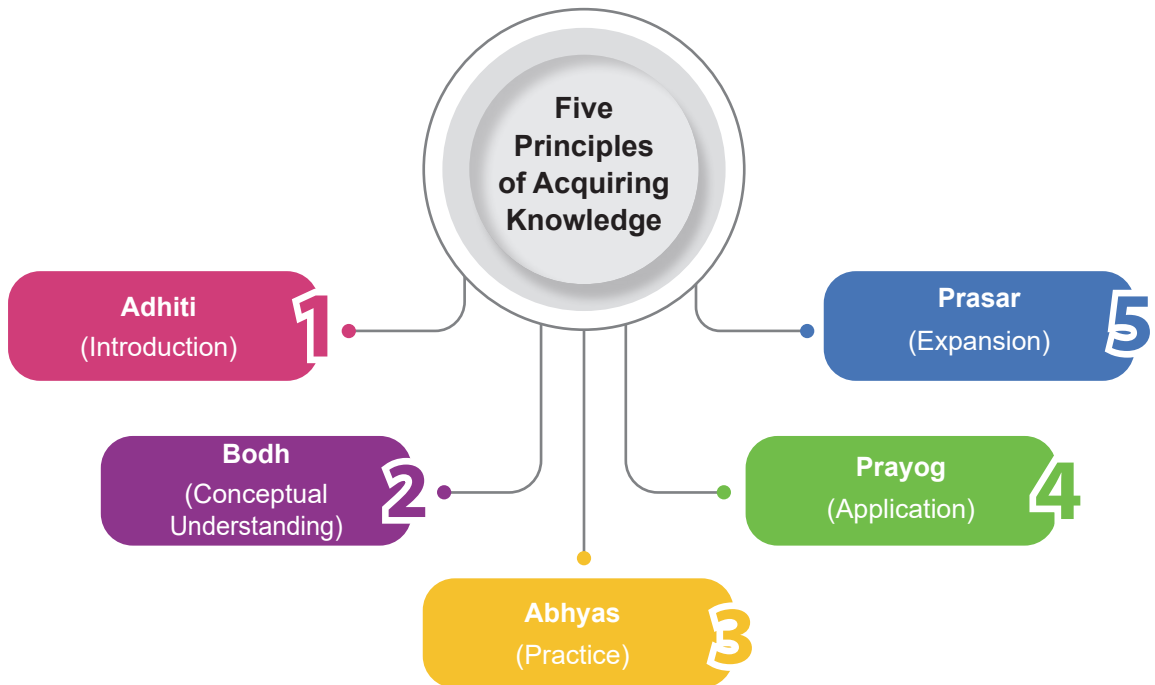 Five
Principles
of Acquiring
Knowledge
Adhiti
(Introduction)
1
Bodh
(Conceptual
Understanding)
2
Abhyas
(Practice)
3
Prayog
(Application)
4
Prasar
(Expansion)
5